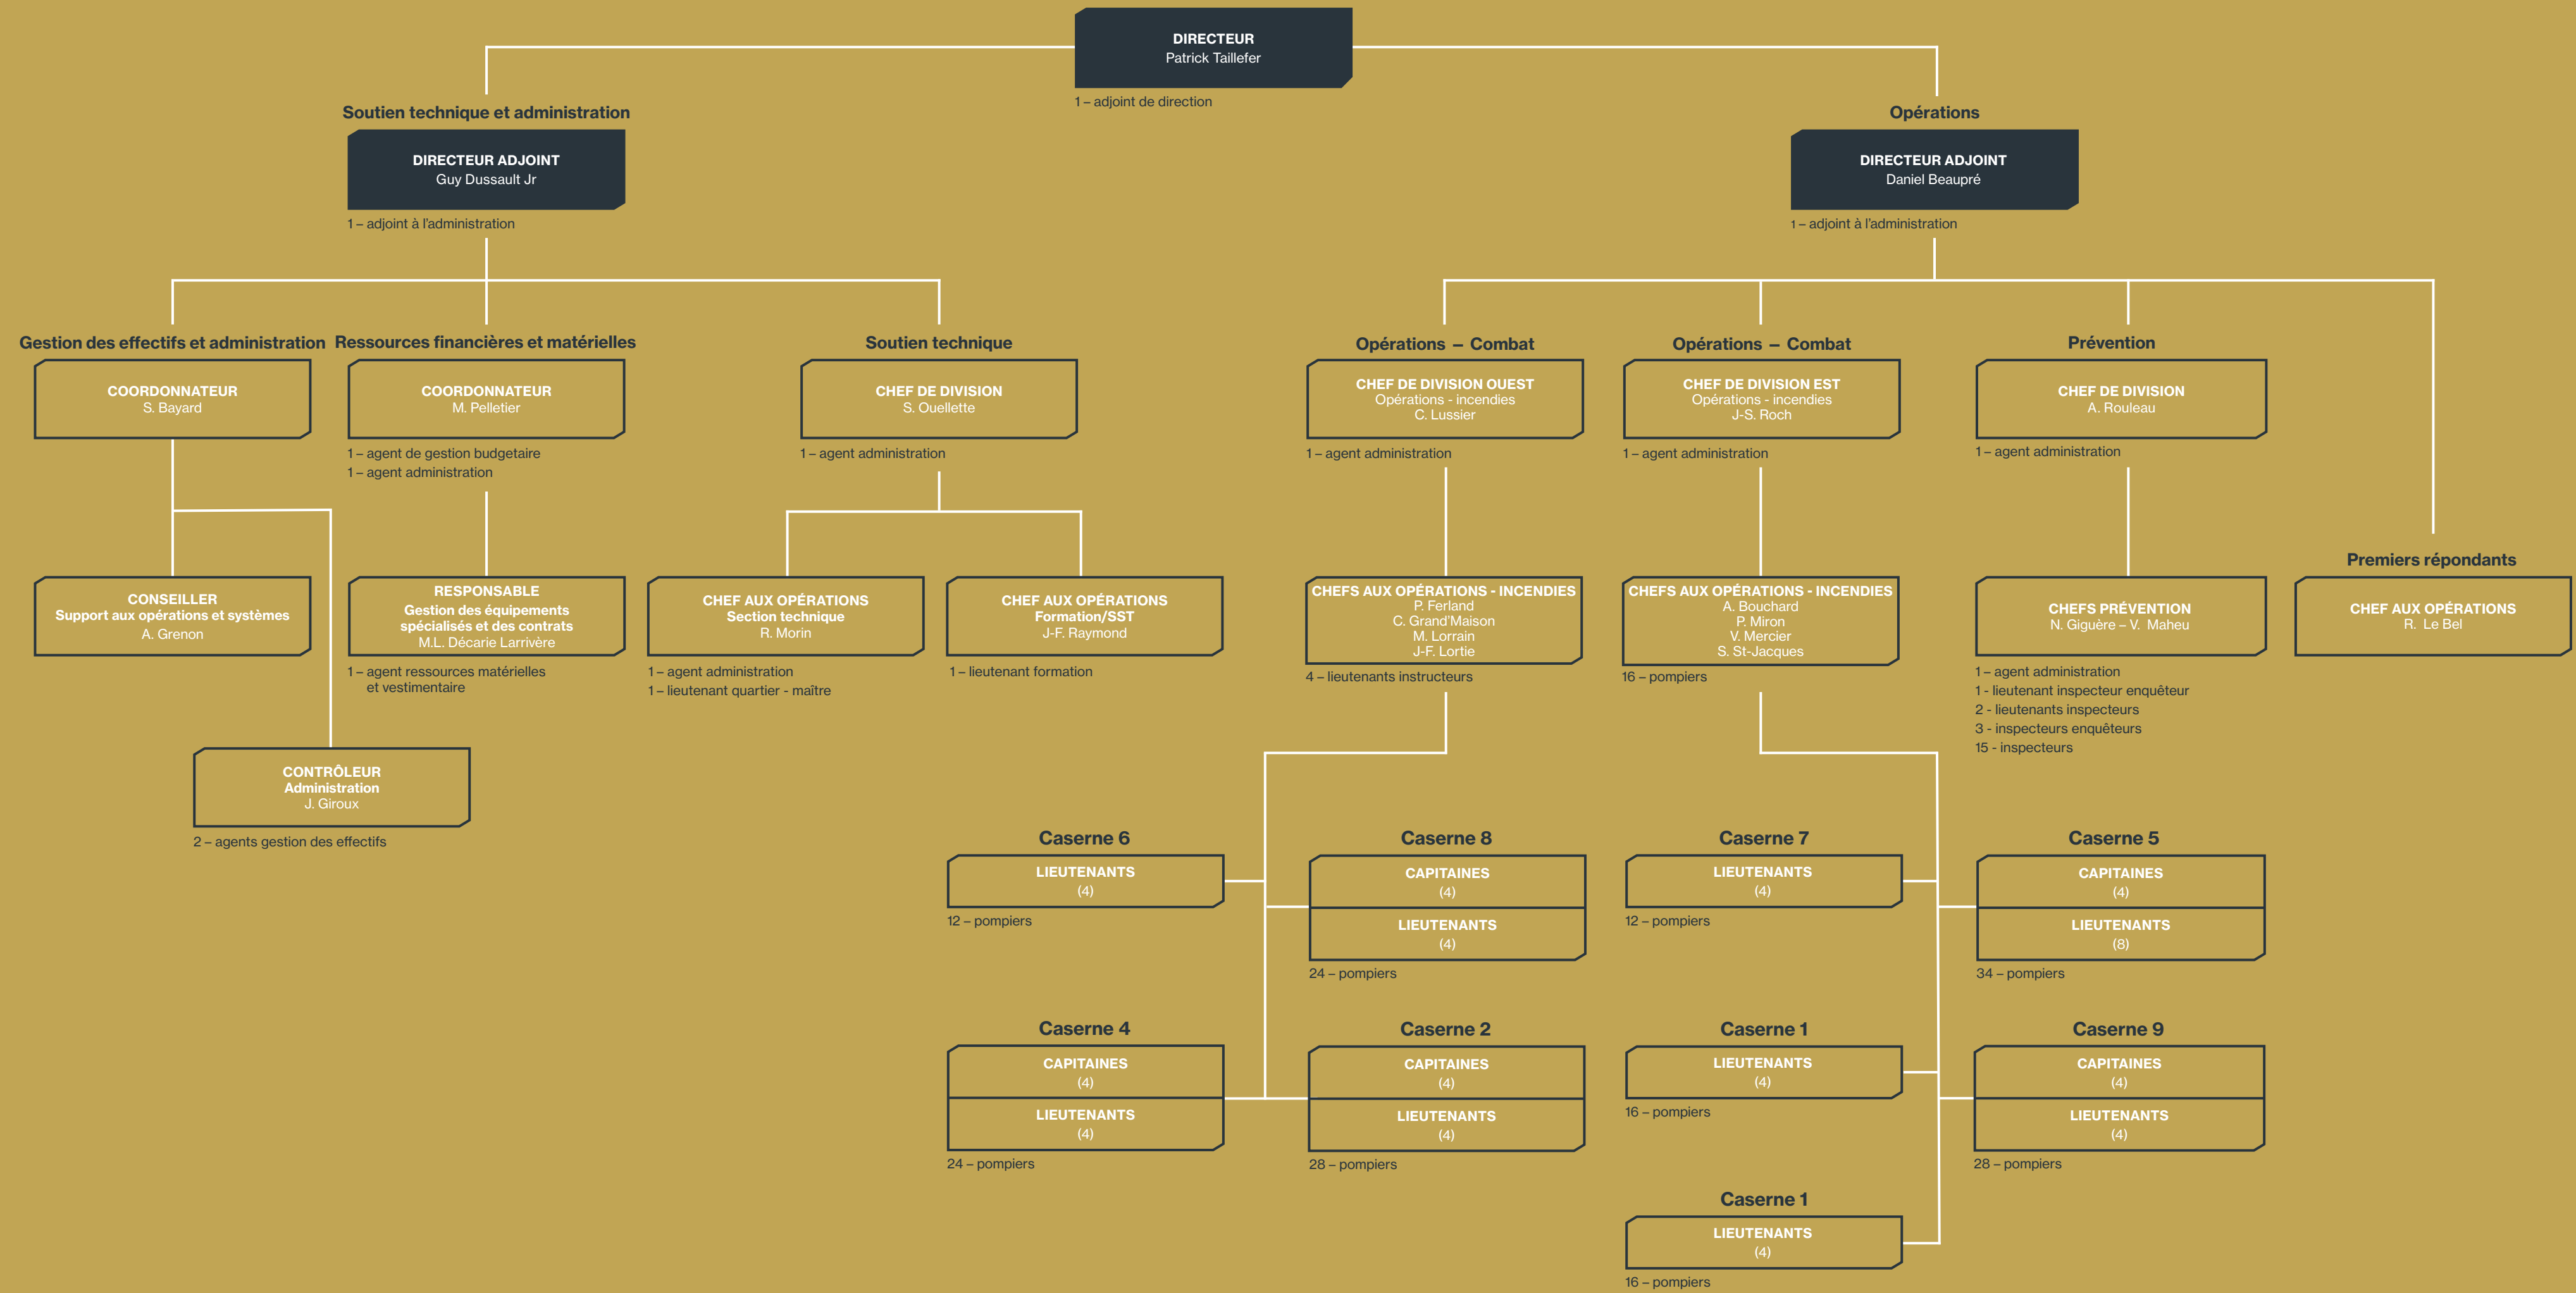 DIRECTEUR
Patrick Taillefer
1 – adjoint de direction
Soutien technique et administration
DIRECTEUR ADJOINT
Guy Dussault Jr
1 – adjoint à l'administration
Opérations
DIRECTEUR ADJOINT
Daniel Beaupré
1 – adjoint à l'administration
Gestion des effectifs et administration
COORDONNATEUR
S. Bayard
Ressources financières et matérielles
COORDONNATEUR
M. Pelletier
1 – agent de gestion budgetaire
1 – agent administration
Soutien technique
CHEF DE DIVISION
S. Ouellette
1 – agent administration
Opérations – Combat
CHEF DE DIVISION OUEST
Opérations - incendies
C. Lussier
1 – agent administration
Opérations – Combat
CHEF DE DIVISION EST
Opérations - incendies
J-S. Roch
1 – agent administration
Prévention
CHEF DE DIVISION
A. Rouleau
1 – agent administration
CONSEILLER
Support aux opérations et systèmes
A. Grenon
RESPONSABLE
Gestion des équipements
spécialisés et des contrats
M.L. Décarie Larrivère
1 – agent ressources matérielles
et vestimentaire
CHEF AUX OPÉRATIONS
Section technique
R. Morin
1 – agent administration
1 – lieutenant quartier - maître
CHEF AUX OPÉRATIONS
Formation/SST
J-F. Raymond
1 – lieutenant formation
CHEFS AUX OPÉRATIONS - INCENDIES
P. Ferland
C. Grand'Maison
M. Lorrain
J-F. Lortie
4 – lieutenants instructeurs
CHEFS AUX OPÉRATIONS - INCENDIES
A. Bouchard
P. Miron
V. Mercier
S. St-Jacques
16 – pompiers
CHEFS PRÉVENTION
N. Giguère – V. Maheu
1 – agent administration
1 - lieutenant inspecteur enquêteur
2 - lieutenants inspecteurs
3 - inspecteurs enquêteurs
15 - inspecteurs
Premiers répondants
CHEF AUX OPÉRATIONS
R. Le Bel
CONTRÔLEUR
Administration
J. Giroux
2 – agents gestion des effectifs
Caserne 6
LIEUTENANTS
(4)
12 – pompiers
Caserne 8
CAPITAINES
(4)
LIEUTENANTS
(4)
24 – pompiers
Caserne 7
LIEUTENANTS
(4)
12 – pompiers
Caserne 5
CAPITAINES
(4)
LIEUTENANTS
(8)
34 – pompiers
Caserne 4
CAPITAINES
(4)
LIEUTENANTS
(4)
24 – pompiers
Caserne 2
CAPITAINES
(4)
LIEUTENANTS
(4)
28 – pompiers
Caserne 1
LIEUTENANTS
(4)
16 – pompiers
Caserne 9
CAPITAINES
(4)
LIEUTENANTS
(4)
28 – pompiers
Caserne 1
LIEUTENANTS
(4)
16 – pompiers